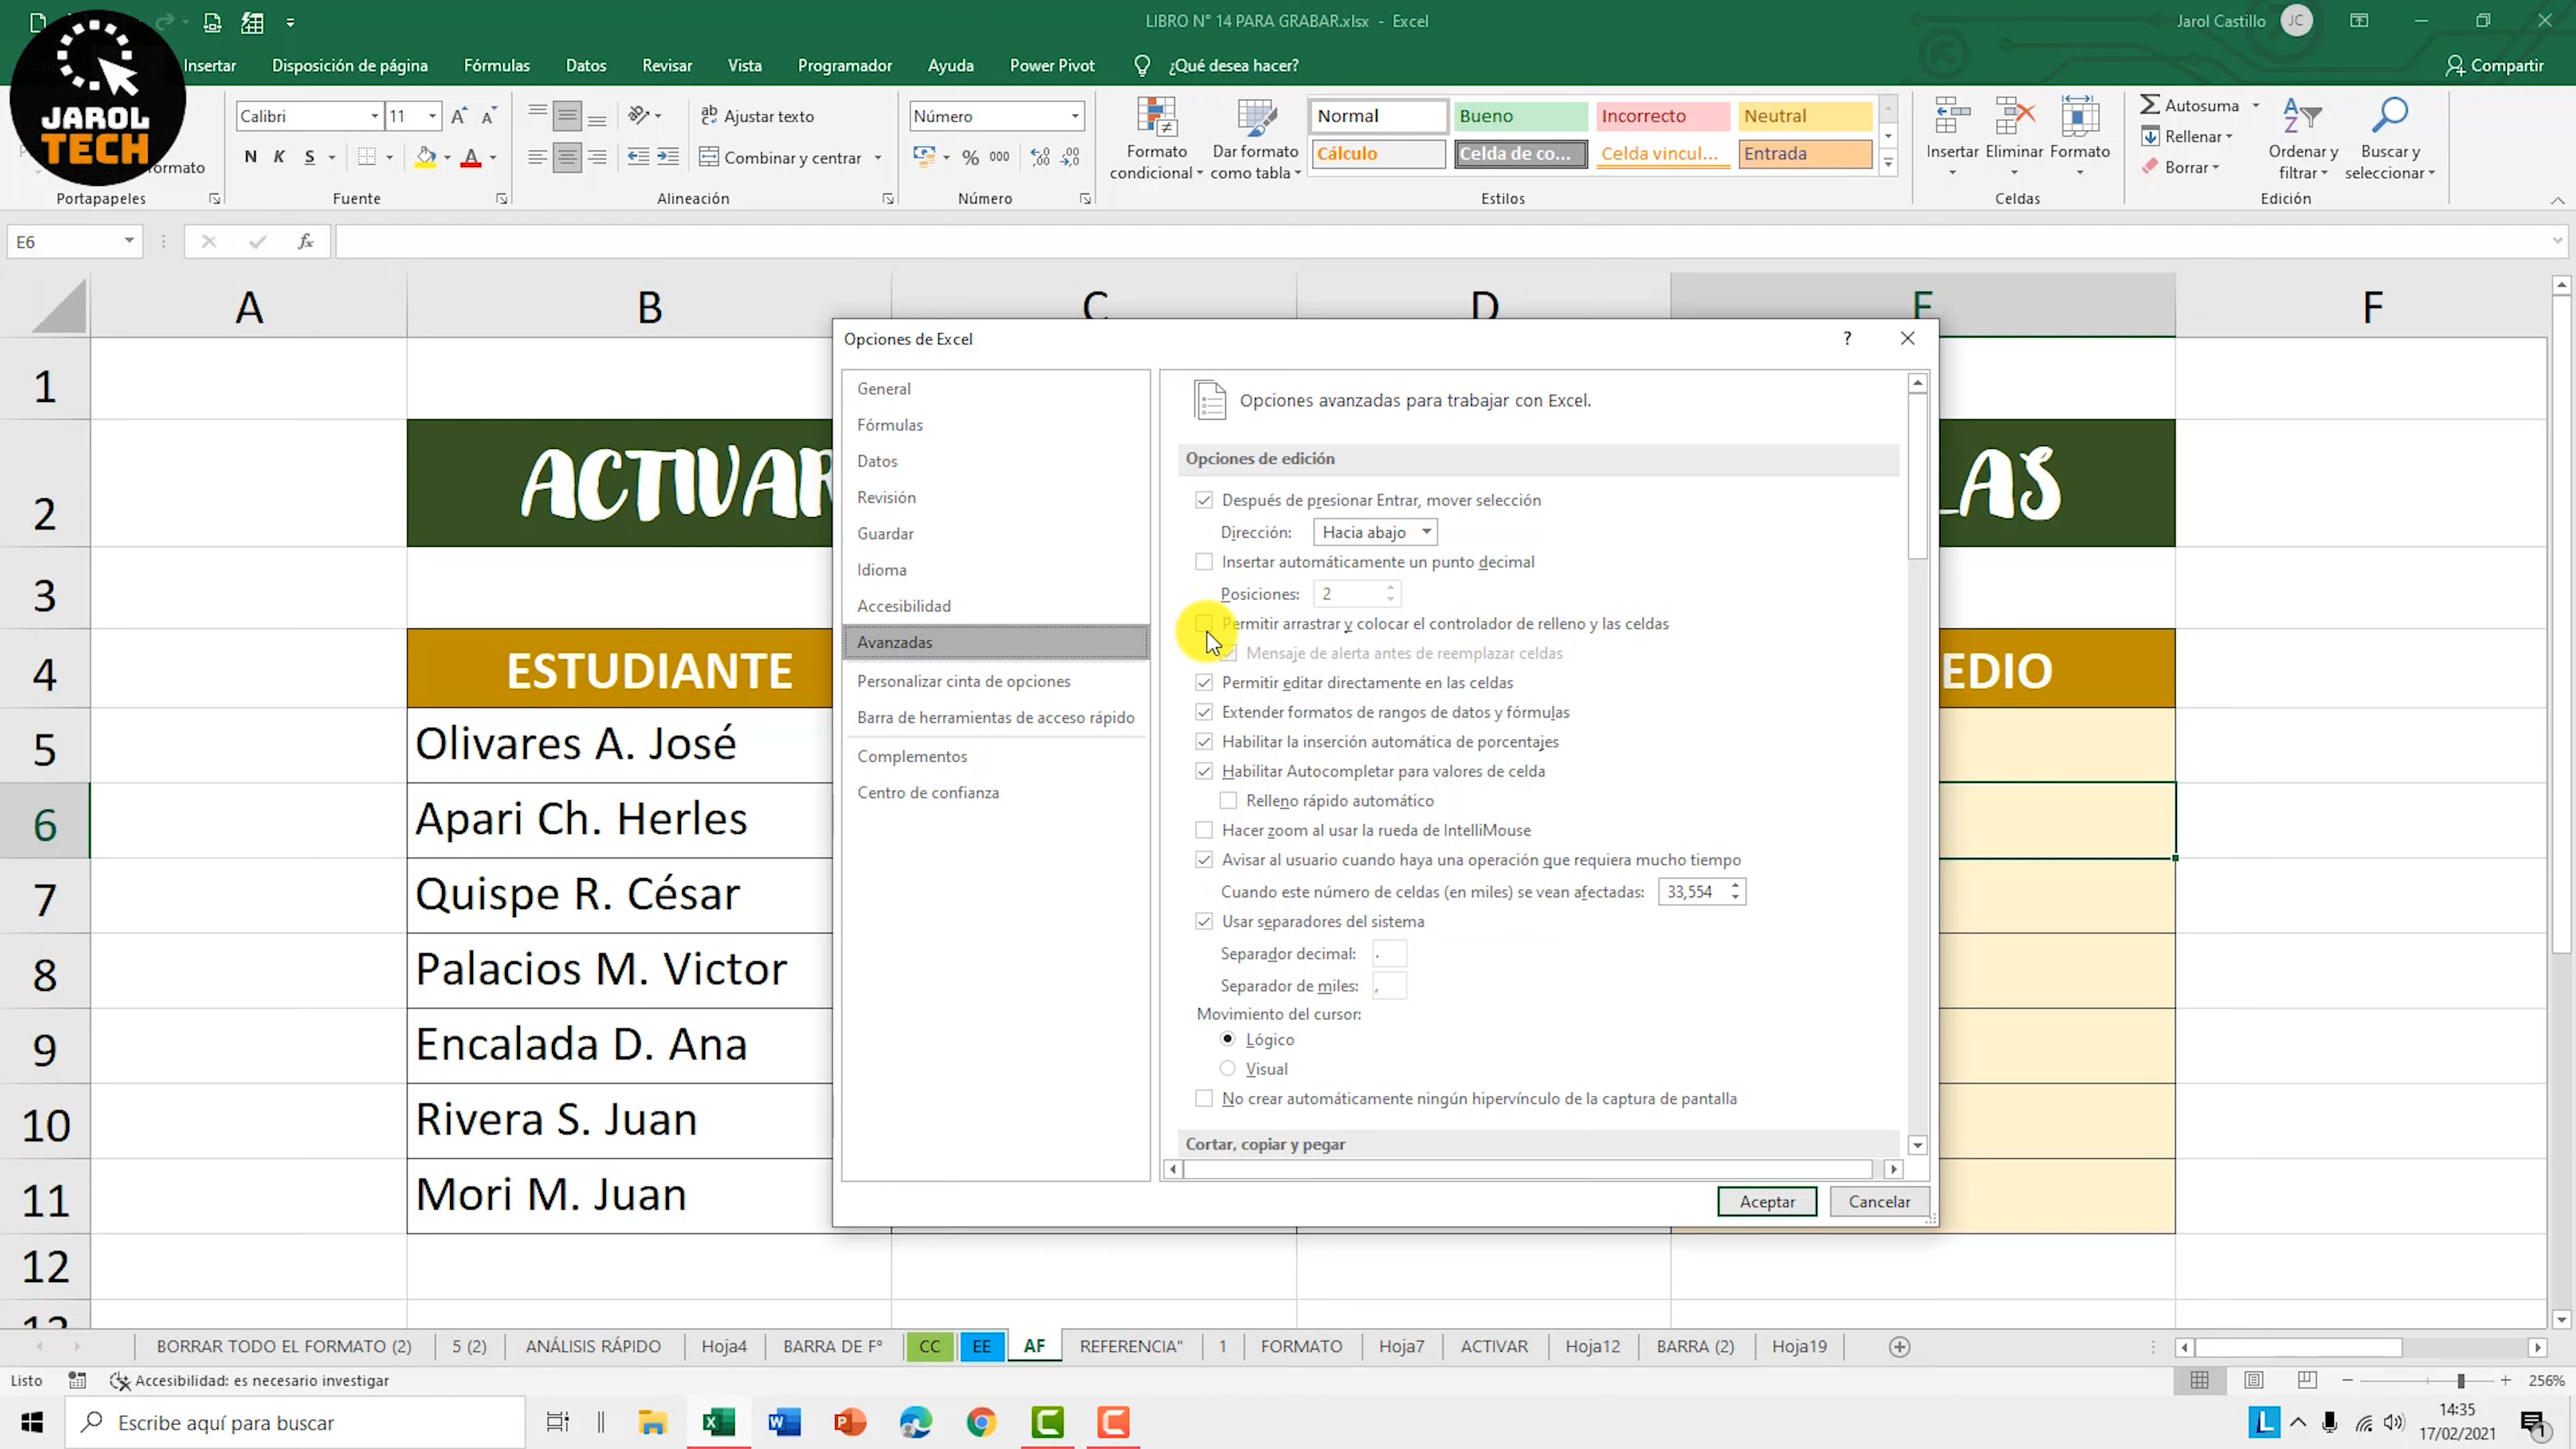 LIBRO N° 14 PARA GRABAR.xlsx - Excel
Jarol Castillo
JC
Insertar
Disposición de página
Fórmulas
Datos
Revisar
Vista
Programador
Ayuda
Power Pivot
¿Qué desea hacer?
Compartir
JAROL
TECH
Calibri
11
Ajustar texto
Número
Normal
Bueno
Incorrecto
Neutral
Autosuma
N K S
Combinar y centrar
% 000
Formato
condicional
Dar formato
como tabla
Cálculo
Celda de co...
Celda vincul...
Entrada
Insertar
Eliminar
Formato
Rellenar
Borrar
Ordenar y
filtrar
Buscar y
seleccionar
Portapapeles
Fuente
Alineación
Número
Estilos
Celdas
Edición
E6
fx
A
B
C
D
E
F
1
2
3
4
5
6
7
8
9
10
11
12
13
ACTIVAR
LAS
ESTUDIANTE
EDIO
Olivares A. José
Apari Ch. Herles
Quispe R. César
Palacios M. Victor
Encalada D. Ana
Rivera S. Juan
Mori M. Juan
Opciones de Excel
?
General
Fórmulas
Datos
Revisión
Guardar
Idioma
Accesibilidad
Avanzadas
Personalizar cinta de opciones
Barra de herramientas de acceso rápido
Complementos
Centro de confianza
Opciones avanzadas para trabajar con Excel.
Opciones de edición
Después de presionar Entrar, mover selección
Dirección: Hacia abajo
Insertar automáticamente un punto decimal
Posiciones: 2
Permitir arrastrar y colocar el controlador de relleno y las celdas
Mensaje de alerta antes de reemplazar celdas
Permitir editar directamente en las celdas
Extender formatos de rangos de datos y fórmulas
Habilitar la inserción automática de porcentajes
Habilitar Autocompletar para valores de celda
Relleno rápido automático
Hacer zoom al usar la rueda de IntelliMouse
Avisar al usuario cuando haya una operación que requiera mucho tiempo
Cuando este número de celdas (en miles) se vean afectadas: 33,554
Usar separadores del sistema
Separador decimal: .
Separador de miles: ,
Movimiento del cursor:
Lógico
Visual
No crear automáticamente ningún hipervínculo de la captura de pantalla
Cortar, copiar y pegar
Aceptar
Cancelar
BORRAR TODO EL FORMATO (2)
5 (2)
ANÁLISIS RÁPIDO
Hoja4
BARRA DE F°
CC
EE
AF
REFERENCIA"
1
FORMATO
Hoja7
ACTIVAR
Hoja12
BARRA (2)
Hoja19
Listo
Accesibilidad: es necesario investigar
256%
Escribe aquí para buscar
14:35
17/02/2021
1